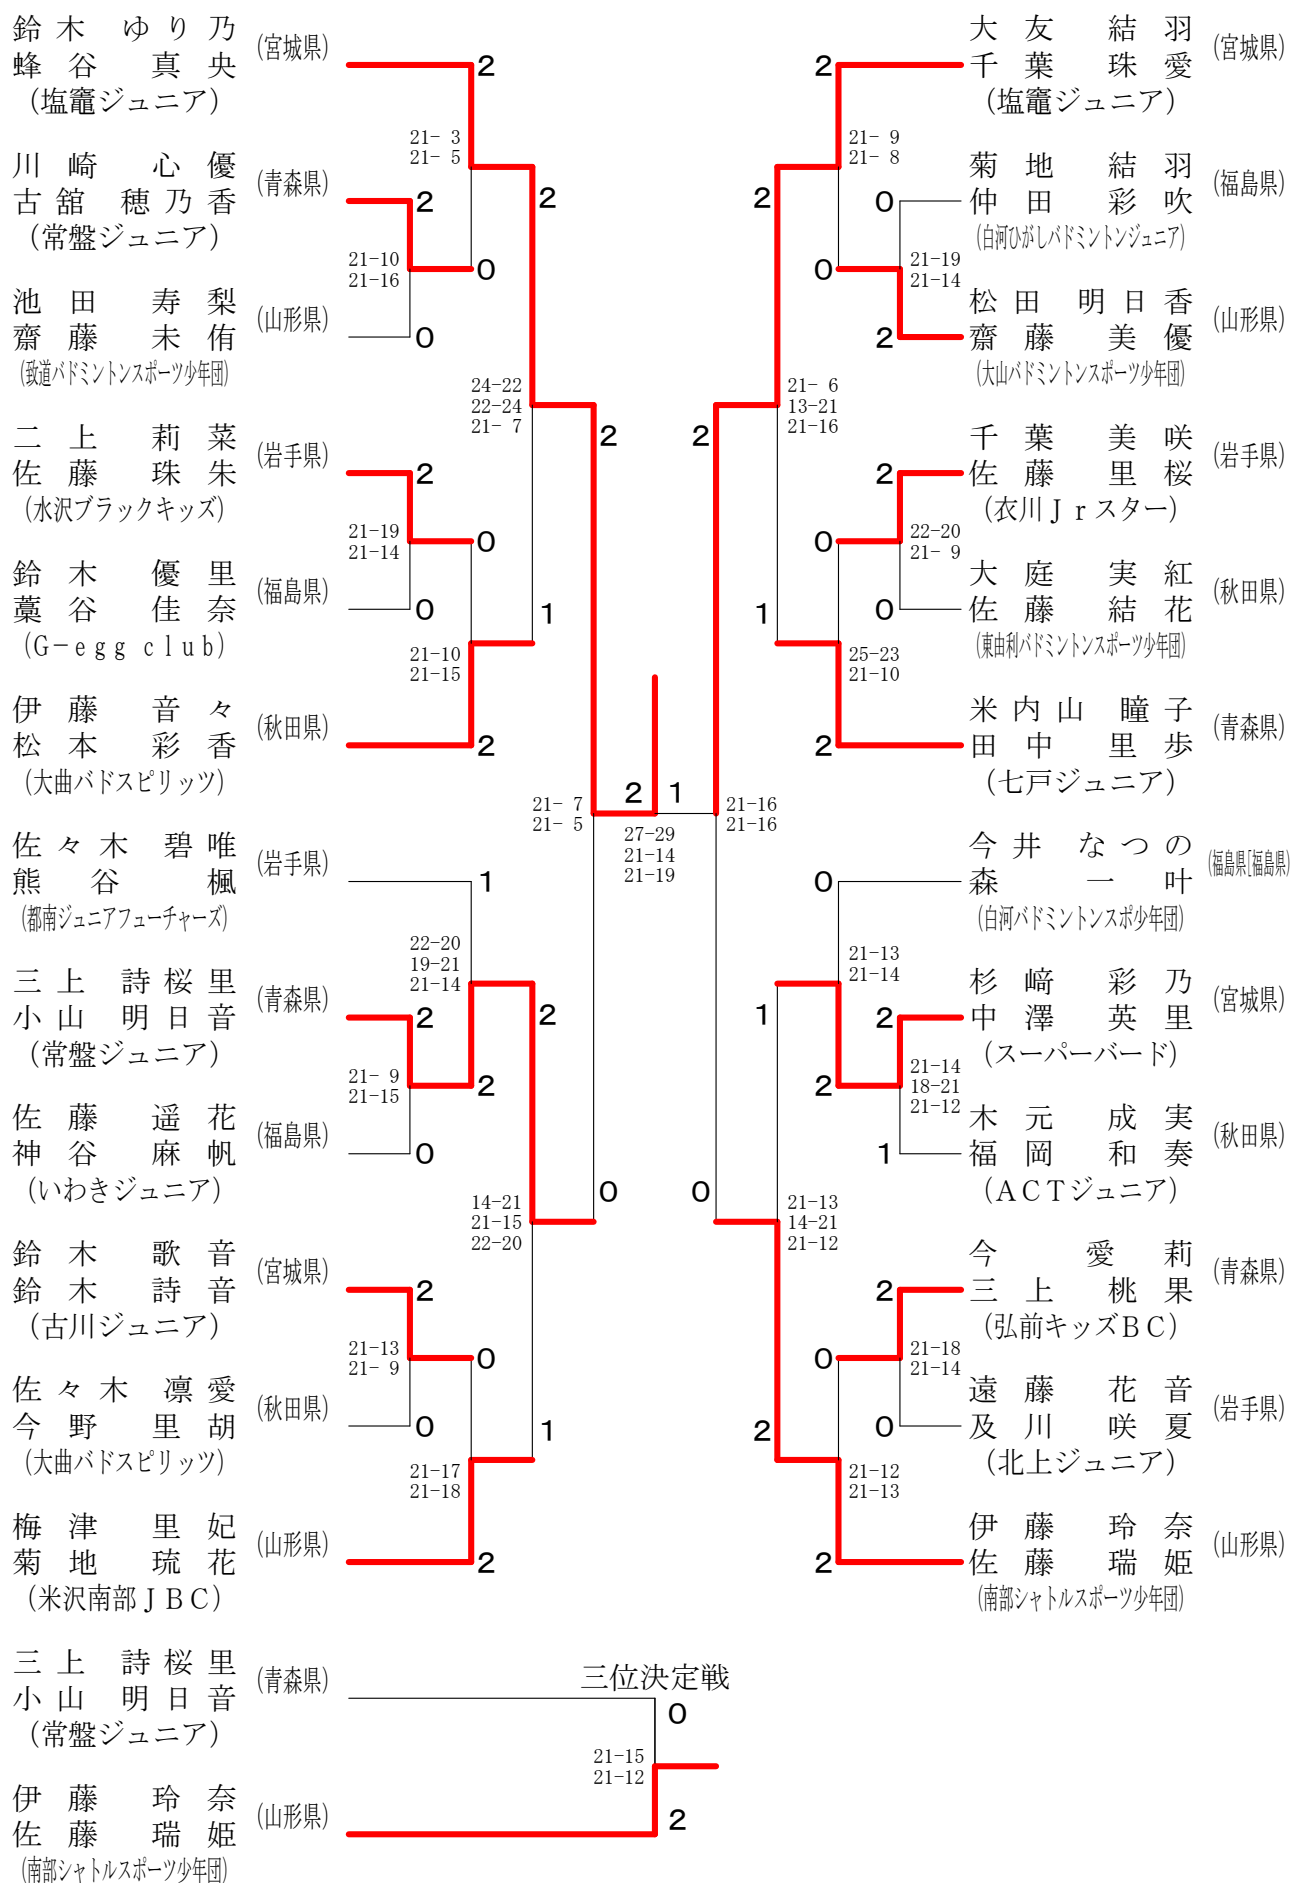 鈴木 ゆり乃
蜂谷 真央
(塩竈ジュニア)
(宮城県)
2
21- 3
21- 5
川崎 心優
古舘 穂乃香
(常盤ジュニア)
(青森県)
2
2
21-10
21-16
0
池田 寿梨
齋藤 未侑
(致道バドミントンスポーツ少年団)
(山形県)
0
24-22
22-24
21- 7
2
二上 莉菜
佐藤 珠朱
(水沢ブラックキッズ)
(岩手県)
2
21-19
21-14
0
鈴木 優里
藁谷 佳奈
(G-egg club)
(福島県)
0
1
21-10
21-15
伊藤 音々
松本 彩香
(大曲バドスピリッツ)
(秋田県)
2
21- 7
21- 5
2
1
27-29
21-14
21-19
佐々木 碧唯
熊谷 楓
(都南ジュニアフューチャーズ)
(岩手県)
1
22-20
19-21
21-14
三上 詩桜里
小山 明日音
(常盤ジュニア)
(青森県)
2
2
21- 9
21-15
2
佐藤 遥花
神谷 麻帆
(いわきジュニア)
(福島県)
0
14-21
21-15
22-20
0
鈴木 歌音
鈴木 詩音
(古川ジュニア)
(宮城県)
2
21-13
21- 9
0
佐々木 凛愛
今野 里胡
(大曲バドスピリッツ)
(秋田県)
0
1
21-17
21-18
梅津 里妃
菊地 琉花
(米沢南部JBC)
(山形県)
2
大友 結羽
千葉 珠愛
(塩竈ジュニア)
(宮城県)
2
21- 9
21- 8
菊地 結羽
仲田 彩吹
(白河ひがしバドミントンジュニア)
(福島県)
2
0
0
21-19
21-14
松田 明日香
齋藤 美優
(大山バドミントンスポーツ少年団)
(山形県)
2
21- 6
13-21
21-16
2
千葉 美咲
佐藤 里桜
(衣川Jrスター)
(岩手県)
2
0
22-20
21- 9
大庭 実紅
佐藤 結花
(東由利バドミントンスポーツ少年団)
(秋田県)
1
0
25-23
21-10
米内山 瞳子
田中 里歩
(七戸ジュニア)
(青森県)
2
21-16
21-16
今井 なつの
森 一叶
(白河バドミントンスポ少年団)
(福島県[福島県)
0
21-13
21-14
杉﨑 彩乃
中澤 英里
(スーパーバード)
(宮城県)
1
2
2
21-14
18-21
21-12
木元 成実
福岡 和奏
(ACTジュニア)
(秋田県)
1
0
21-13
14-21
21-12
今 愛莉
三上 桃果
(弘前キッズBC)
(青森県)
2
0
21-18
21-14
遠藤 花音
及川 咲夏
(北上ジュニア)
(岩手県)
2
0
21-12
21-13
伊藤 玲奈
佐藤 瑞姫
(南部シャトルスポーツ少年団)
(山形県)
2
三上 詩桜里
小山 明日音
(常盤ジュニア)
(青森県)
三位決定戦
0
21-15
21-12
伊藤 玲奈
佐藤 瑞姫
(南部シャトルスポーツ少年団)
(山形県)
2